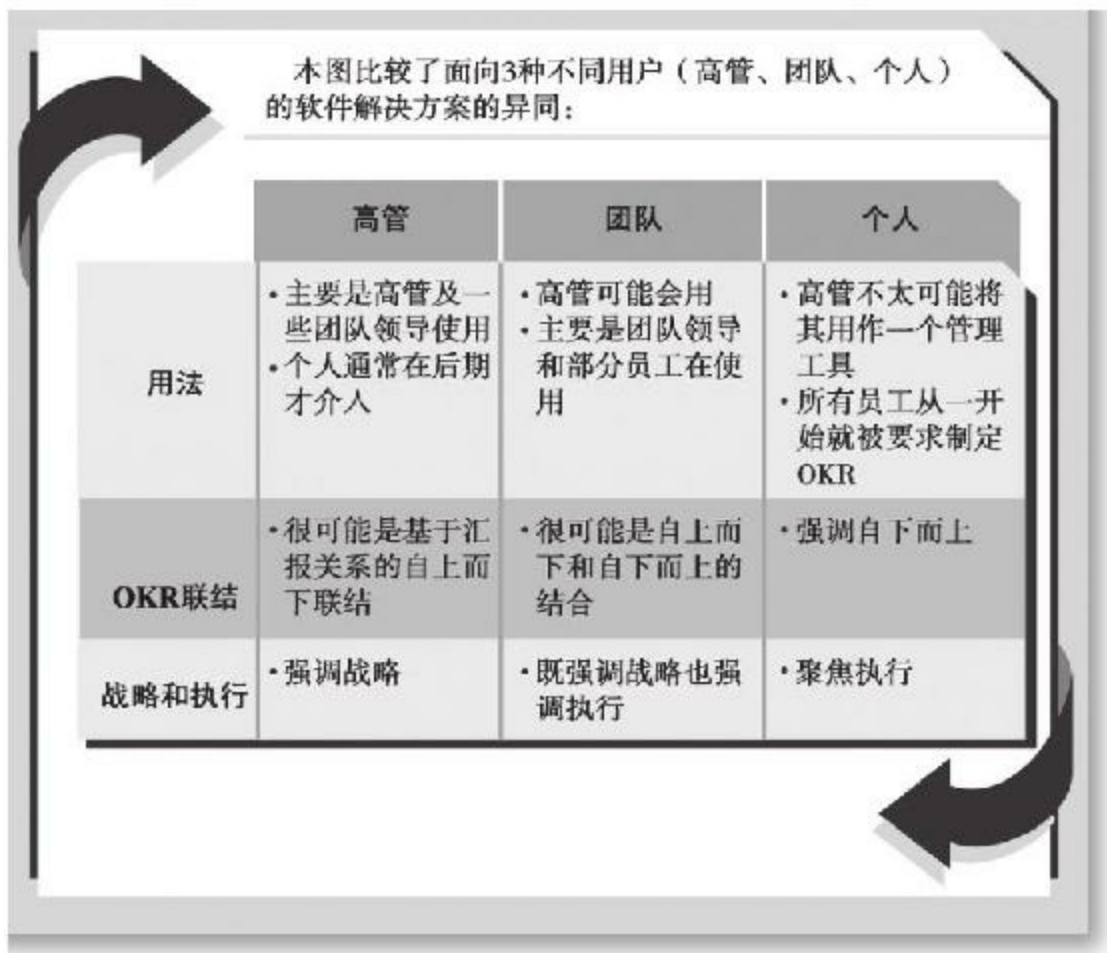 本图比较了面向3种不同用户（高管、团队、个人）
的软件解决方案的异同：
高管
团队
个人
用法
·主要是高管及一
些团队领导使用
·个人通常在后期
才介人
·高管可能会用
·主要是团队领导
和部分员工在使
用
·高管不太可能将
其用作一个管理
工具
·所有员工从一开
始就被要求制定
OKR
OKR联结
·很可能是基于汇
报关系的自上而
下联结
·很可能是自上而
下和自下而上的
结合
·强调自下而上
战略和执行
·强调战略
·既强调战略也强
调执行
·聚焦执行